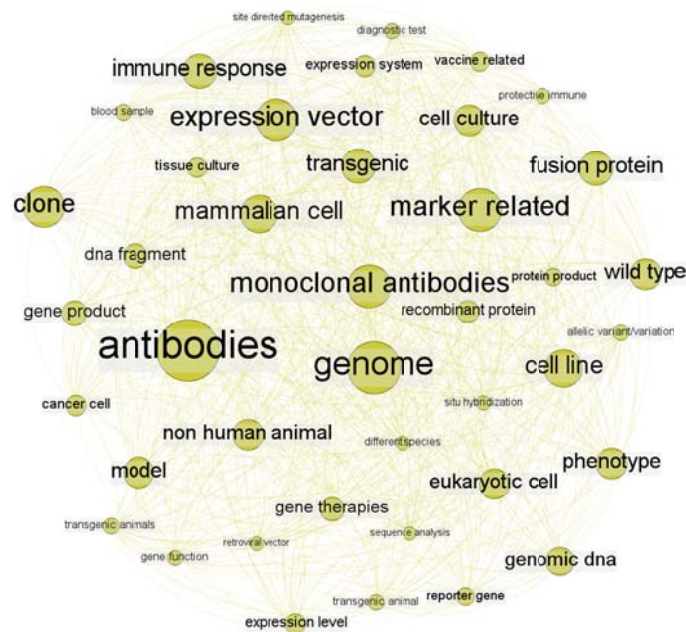 site directed mutagenesis
diagnostic test
immune response
expression system
vaccine related
blood sample
protective immune
expression vector
cell culture
tissue culture
transgenic
fusion protein
clone
mammalian cell
marker related
dna fragment
monoclonal antibodies
protein product
wild type
gene product
recombinant protein
allelic variant/variation
antibodies
genome
cell line
cancer cell
situ hybridization
non human animal
differentspecies
model
eukaryotic cell
phenotype
gene therapies
transgenic animals
sequence analysis
gene function
retroviral vector
genomic dna
transgenic animal
reporter gene
expression level